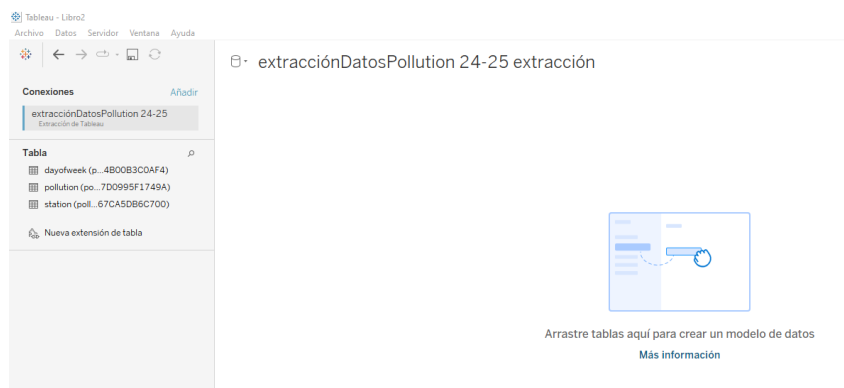 Tableau - Libro2
Archivo Datos Servidor Ventana Ayuda
extracciónDatosPollution 24-25 extracción
Conexiones Añadir
extracciónDatosPollution 24-25
Extracción de Tableau
Tabla
dayofweek (p...4B00B3C0AF4)
pollution (po...7D0995F1749A)
station (poll...67CA5DB6C700)
Nueva extensión de tabla
Arrastre tablas aquí para crear un modelo de datos
Más información